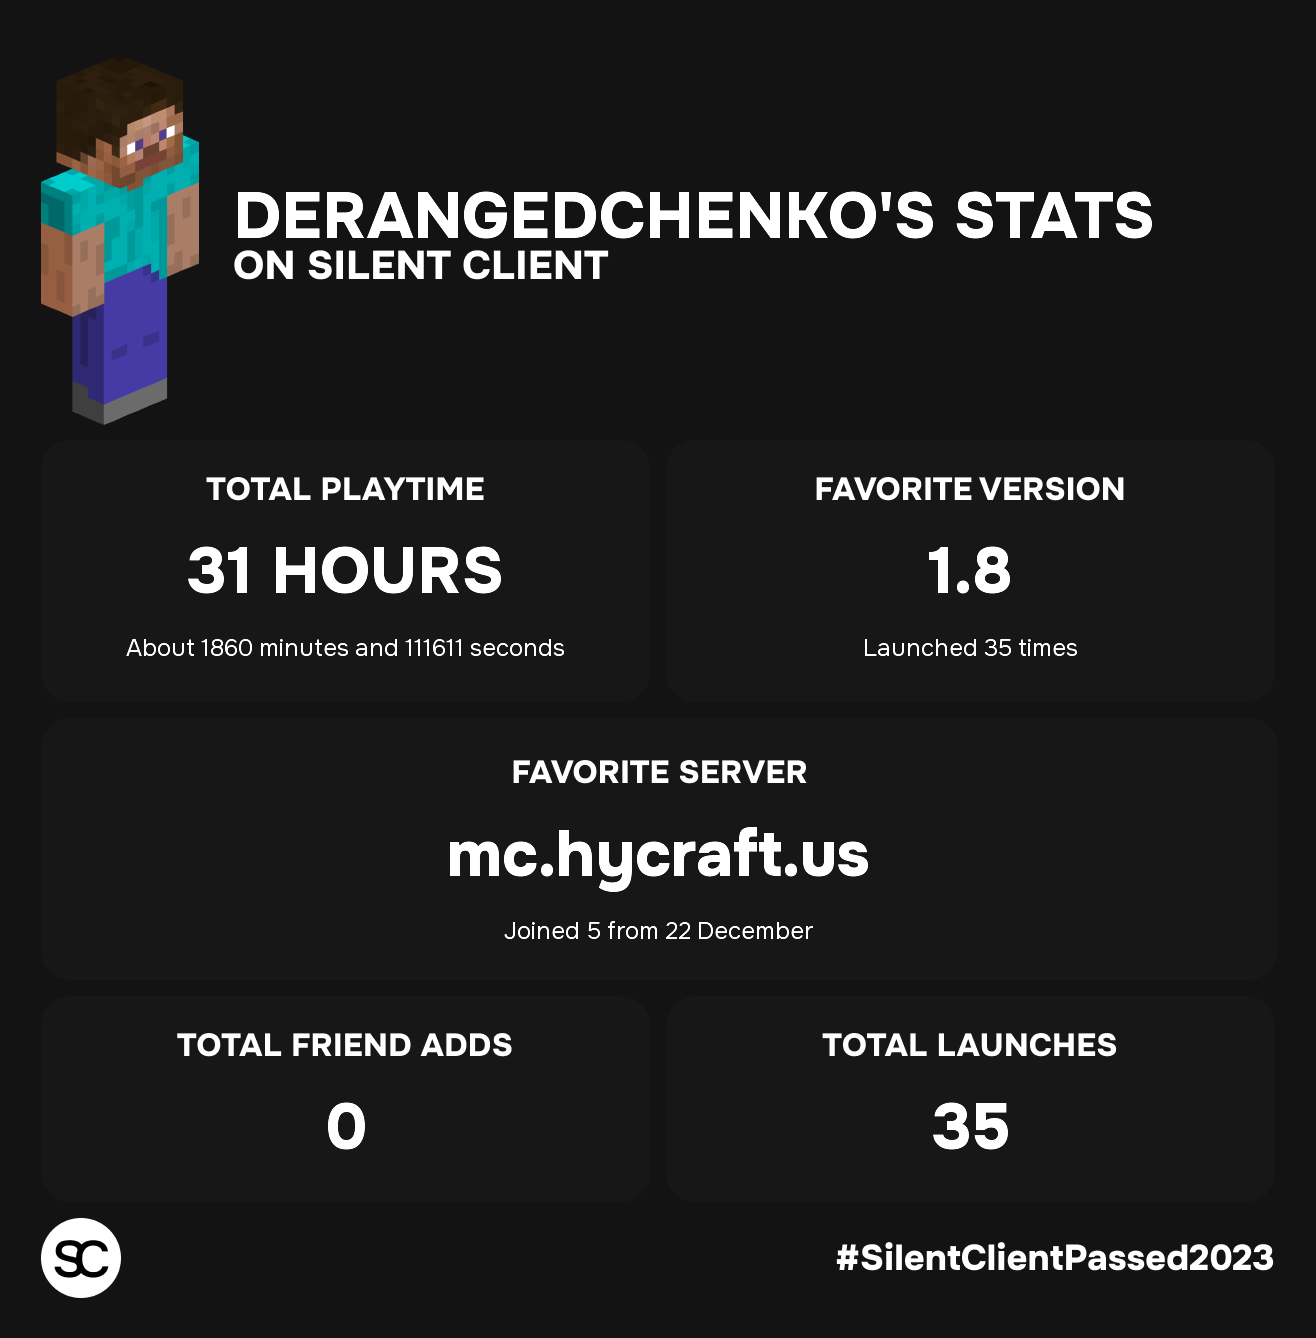 DERANGEDCHENKO'S STATS
ON SILENT CLIENT
TOTAL PLAYTIME
31 HOURS
About 1860 minutes and 111611 seconds
FAVORITE VERSION
1.8
Launched 35 times
FAVORITE SERVER
mc.hycraft.us
Joined 5 from 22 December
TOTAL FRIEND ADDS
0
TOTAL LAUNCHES
35
SC
#SilentClientPassed2023